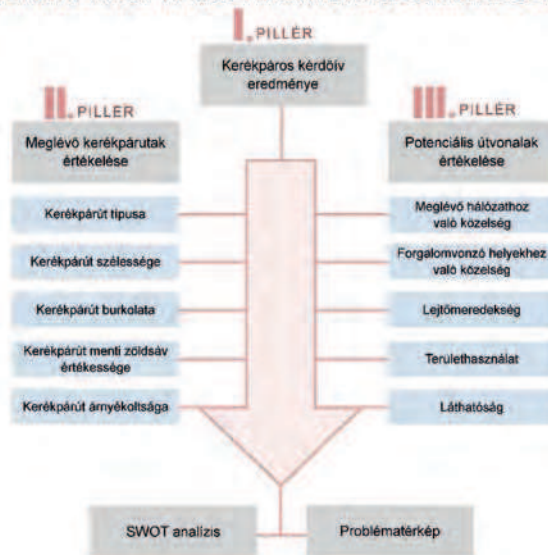 I. PILLÉR
Kerékpáros kérdőív
eredménye
II. PILLÉR
Meglévő kerékpárutak
értékelése
Kerékpárút típusa
Kerékpárút szélessége
Kerékpárút burkolata
Kerékpárút menti zöldsáv
értékessége
Kerékpárút árnyékoltsága
III. PILLÉR
Potenciális útvonalak
értékelése
Meglévő hálózathoz
való közelség
Forgalomvonzó helyekhez
való közelség
Lejtőmeredekség
Területhasználat
Láthatóság
SWOT analízis
Problématérkép